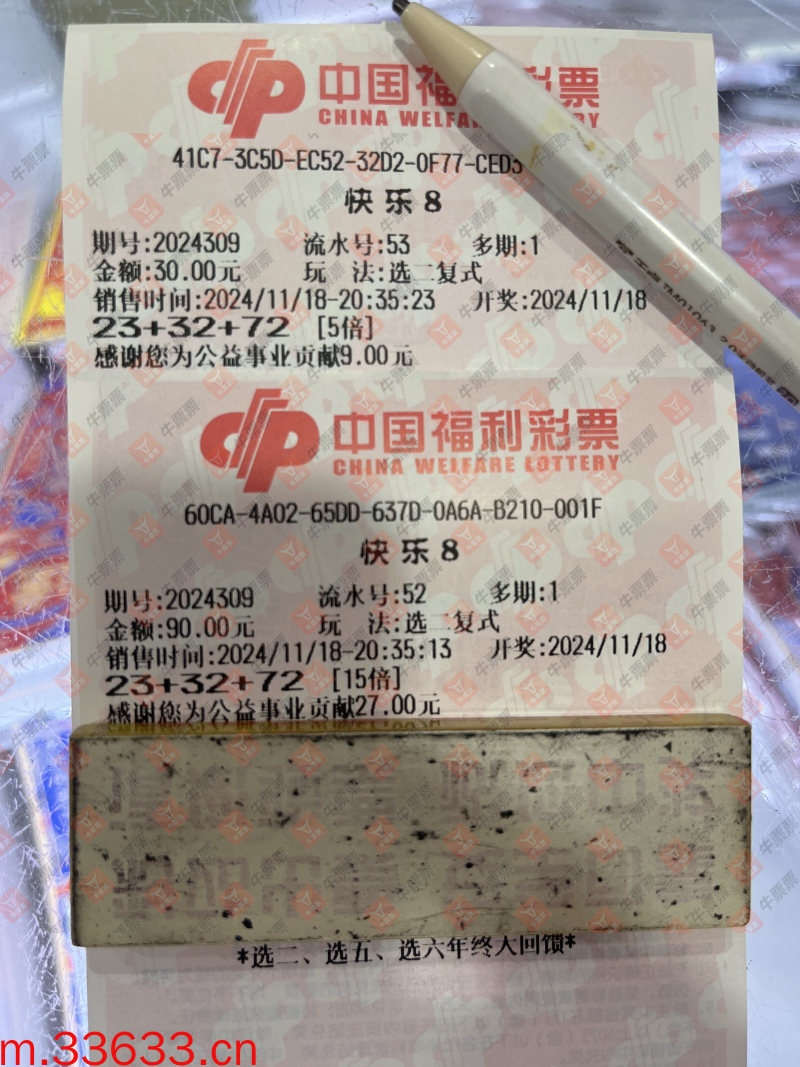 中国福利彩票
CHINA WELFARE LOTTERY
41C7-3C5D-EC52-32D2-0F77-CED3
快乐8
期号:2024309 流水号:53 多期:1
金额:30.00元 玩 法:选二复式
销售时间:2024/11/18-20:35:23 开奖:2024/11/18
23+32+72 [5倍]
感谢您为公益事业贡献9.00元
中国福利彩票
CHINA WELFARE LOTTERY
60CA-4A02-65DD-637D-0A6A-B210-001F
快乐8
期号:2024309 流水号:52 多期:1
金额:90.00元 玩 法:选二复式
销售时间:2024/11/18-20:35:13 开奖:2024/11/18
23+32+72 [15倍]
感谢您为公益事业贡献27.00元
*选二、选五、选六年终大回馈*
m.33633.cn
牛票票